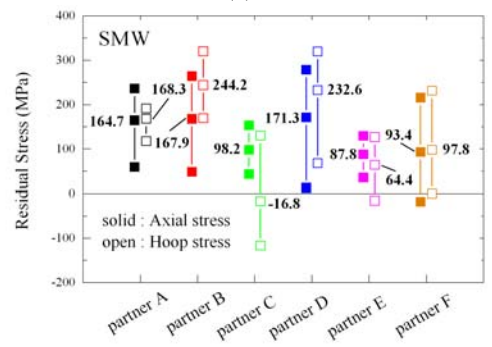 SMW
Residual Stress (MPa)
400
300
200
100
0
-100
-200
164.7
168.3
167.9
244.2
98.2
-16.8
171.3
232.6
87.8
64.4
93.4
97.8
solid : Axial stress
open : Hoop stress
partner A
partner B
partner C
partner D
partner E
partner F